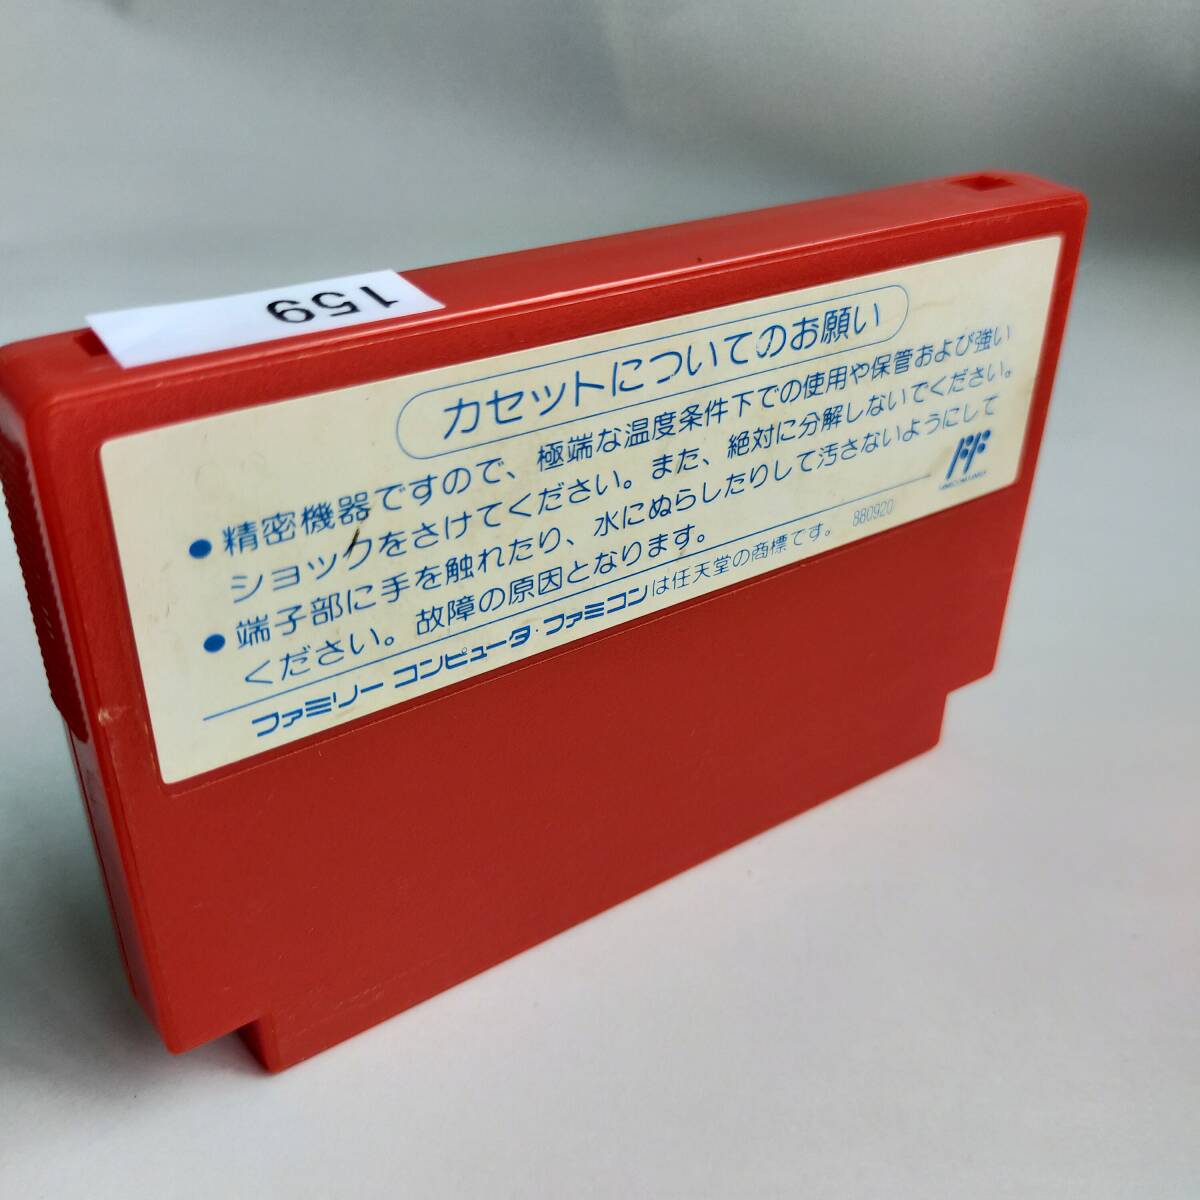 159
カセットについてのお願い
●精密機器ですので、極端な温度条件下での使用や保管および強い
ショックをさけてください。また、絶対に分解しないでください。
●端子部に手を触れたり、水にぬらしたりして汚さないようにして
ください。故障の原因となります。
FAMICOM FAMILY
ファミリーコンピュータ・ファミコンは任天堂の商標です。 880920